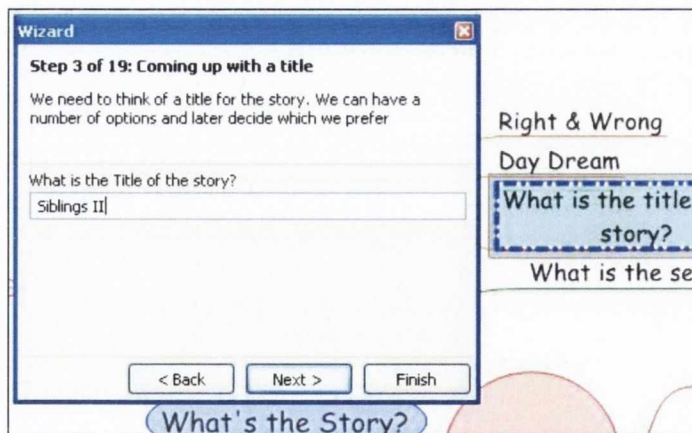 Wizard
Step 3 of 19: Coming up with a title
We need to think of a title for the story. We can have a
number of options and later decide which we prefer
What is the Title of the story?
Siblings II
< Back
Next >
Finish
Right & Wrong
Day Dream
What is the title
story?
What is the se
What's the Story?